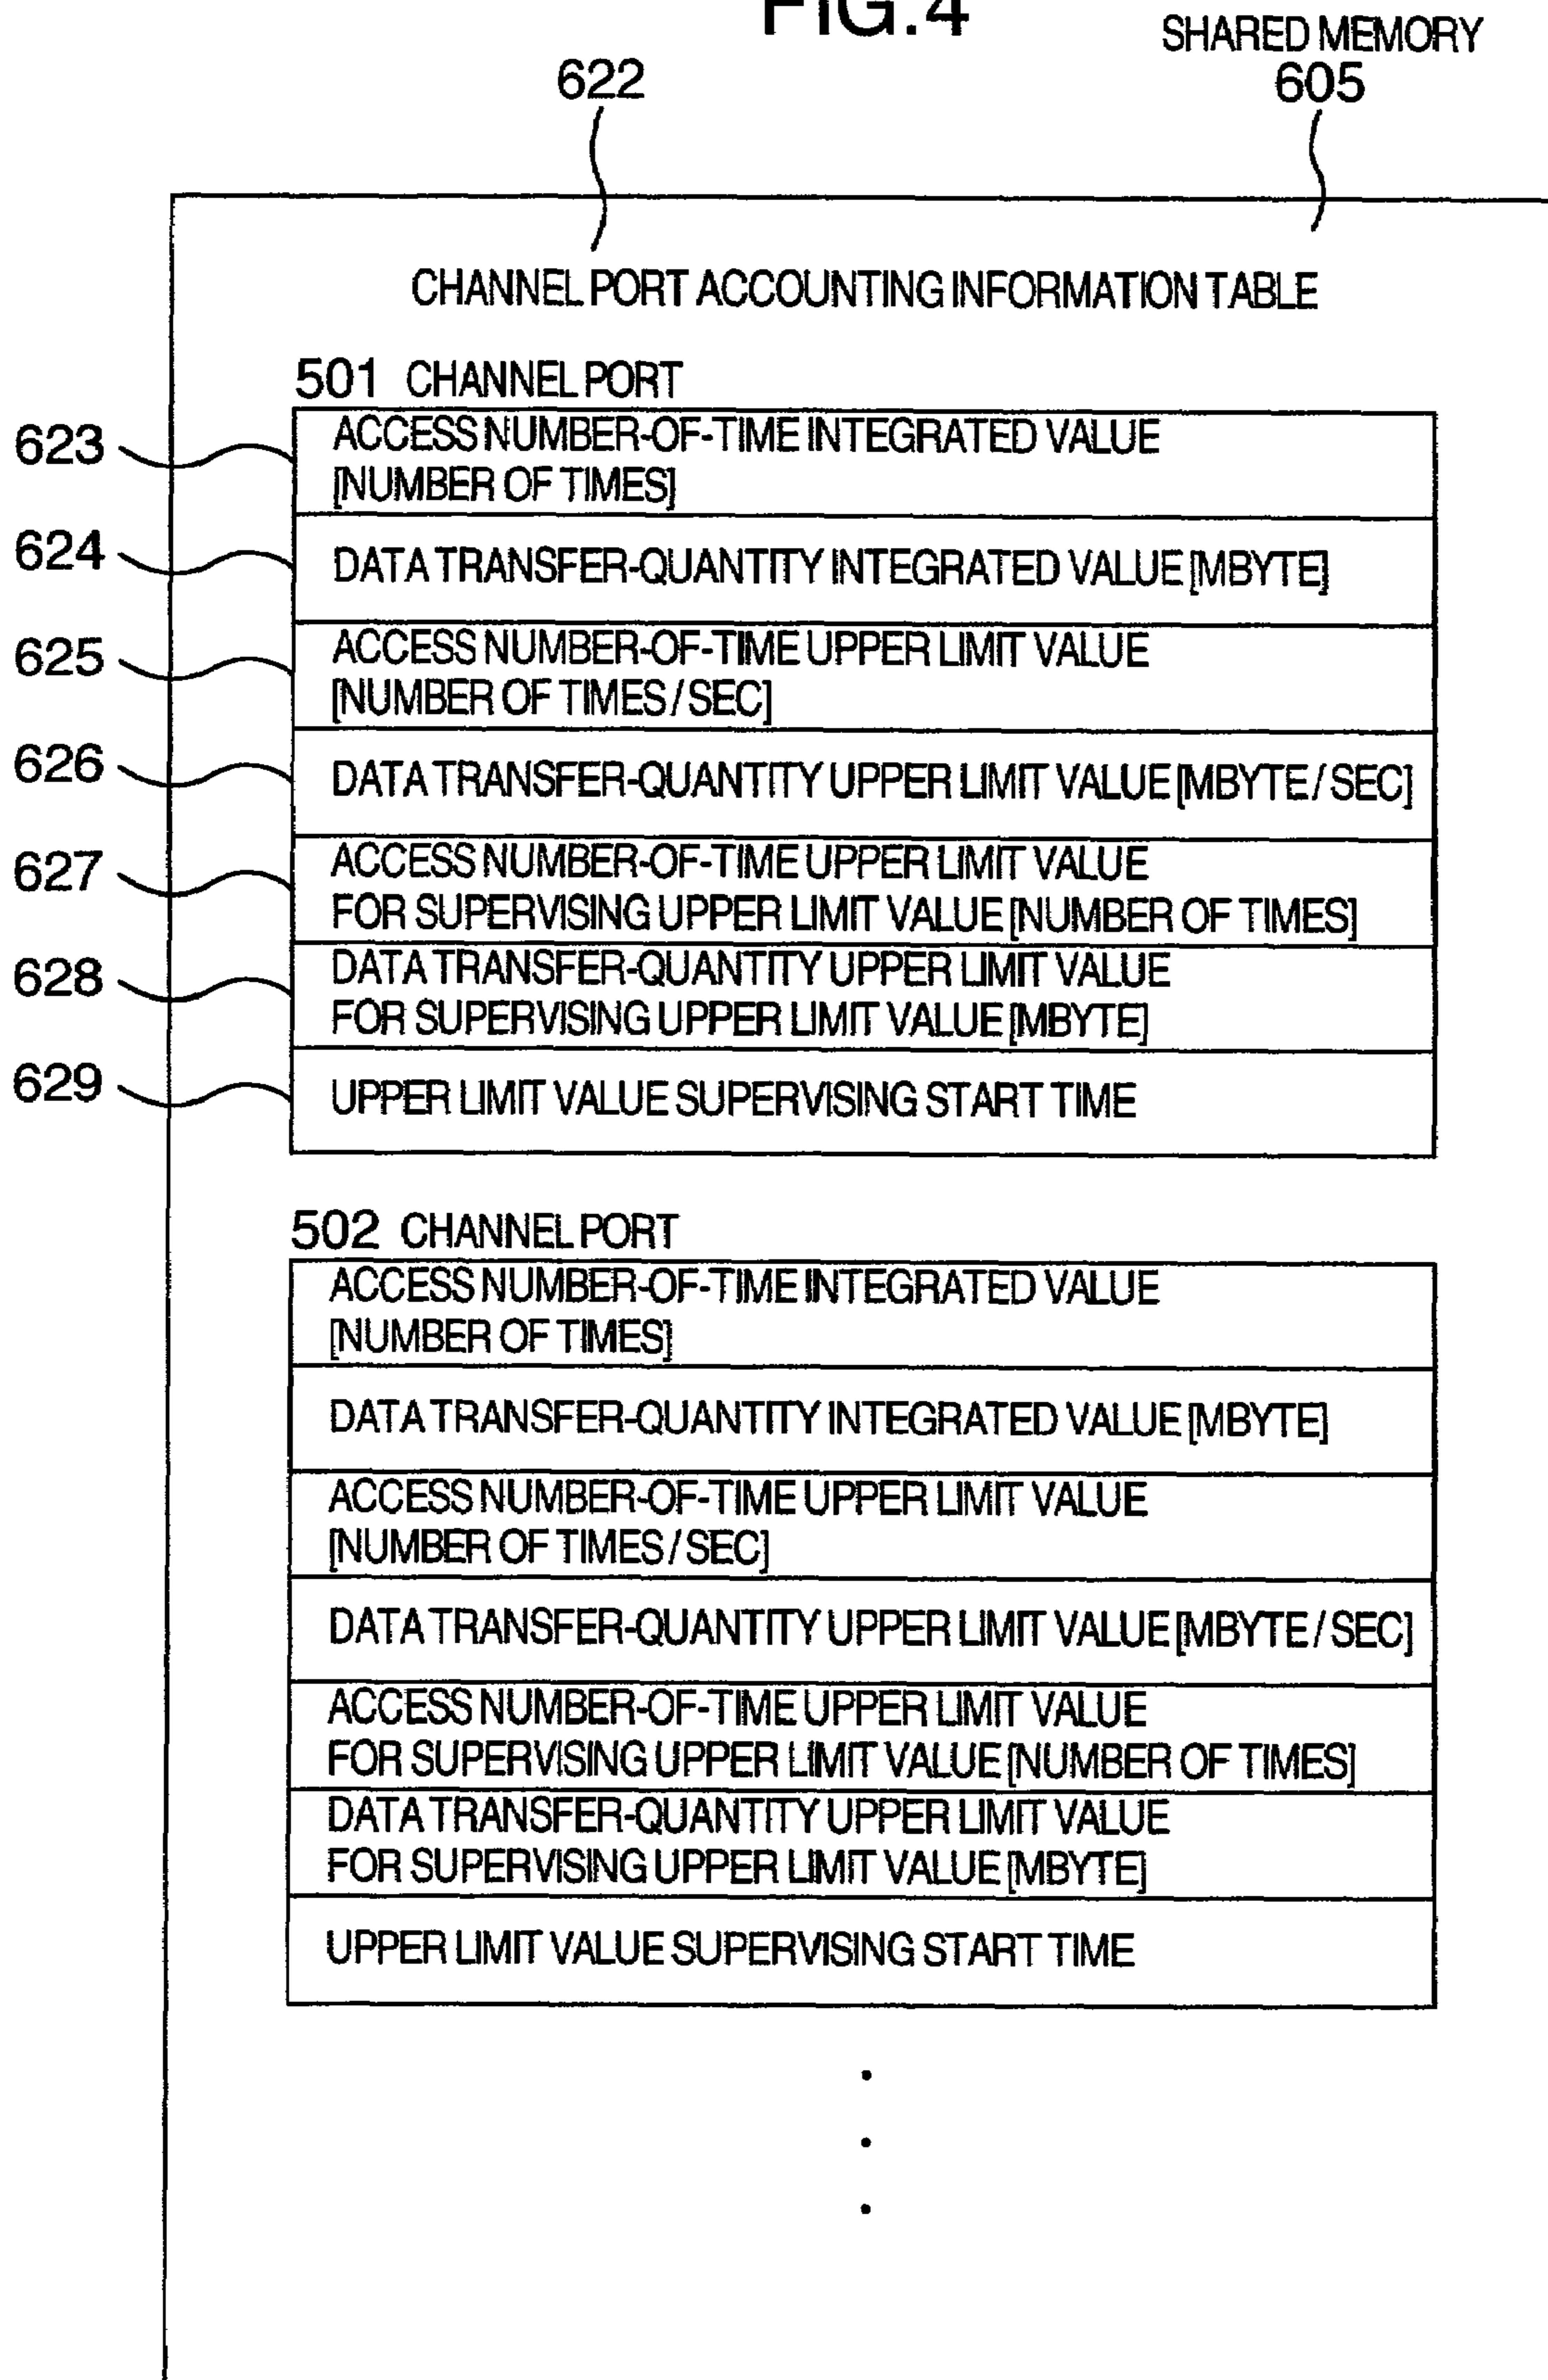 FIG.4
SHARED MEMORY
622
605
CHANNEL PORT ACCOUNTING INFORMATION TABLE
501 CHANNEL PORT
623
ACCESS NUMBER-OF-TIME INTEGRATED VALUE
[NUMBER OF TIMES]
624
DATA TRANSFER-QUANTITY INTEGRATED VALUE [MBYTE]
625
ACCESS NUMBER-OF-TIME UPPER LIMIT VALUE
[NUMBER OF TIMES/SEC]
626
DATA TRANSFER-QUANTITY UPPER LIMIT VALUE [MBYTE/SEC]
627
ACCESS NUMBER-OF-TIME UPPER LIMIT VALUE
FOR SUPERVISING UPPER LIMIT VALUE [NUMBER OF TIMES]
628
DATA TRANSFER-QUANTITY UPPER LIMIT VALUE
FOR SUPERVISING UPPER LIMIT VALUE [MBYTE]
629
UPPER LIMIT VALUE SUPERVISING START TIME
502 CHANNEL PORT
ACCESS NUMBER-OF-TIME INTEGRATED VALUE
[NUMBER OF TIMES]
DATA TRANSFER-QUANTITY INTEGRATED VALUE [MBYTE]
ACCESS NUMBER-OF-TIME UPPER LIMIT VALUE
[NUMBER OF TIMES/SEC]
DATA TRANSFER-QUANTITY UPPER LIMIT VALUE [MBYTE/SEC]
ACCESS NUMBER-OF-TIME UPPER LIMIT VALUE
FOR SUPERVISING UPPER LIMIT VALUE [NUMBER OF TIMES]
DATA TRANSFER-QUANTITY UPPER LIMIT VALUE
FOR SUPERVISING UPPER LIMIT VALUE [MBYTE]
UPPER LIMIT VALUE SUPERVISING START TIME